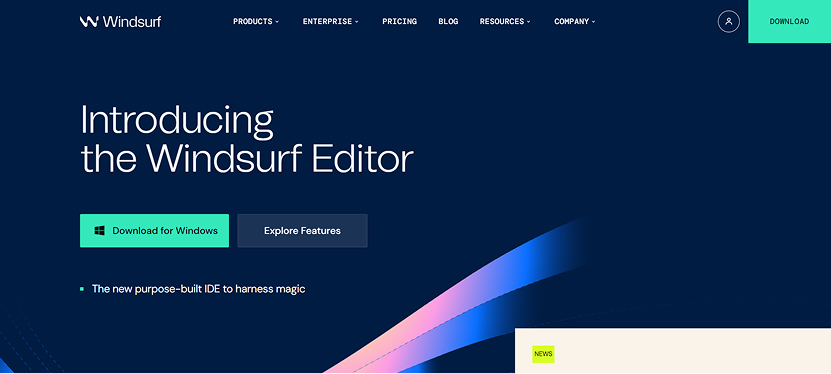 Windsurf
PRODUCTS
ENTERPRISE
PRICING
BLOG
RESOURCES
COMPANY
DOWNLOAD
Introducing
the Windsurf Editor
Download for Windows
Explore Features
The new purpose-built IDE to harness magic
NEWS